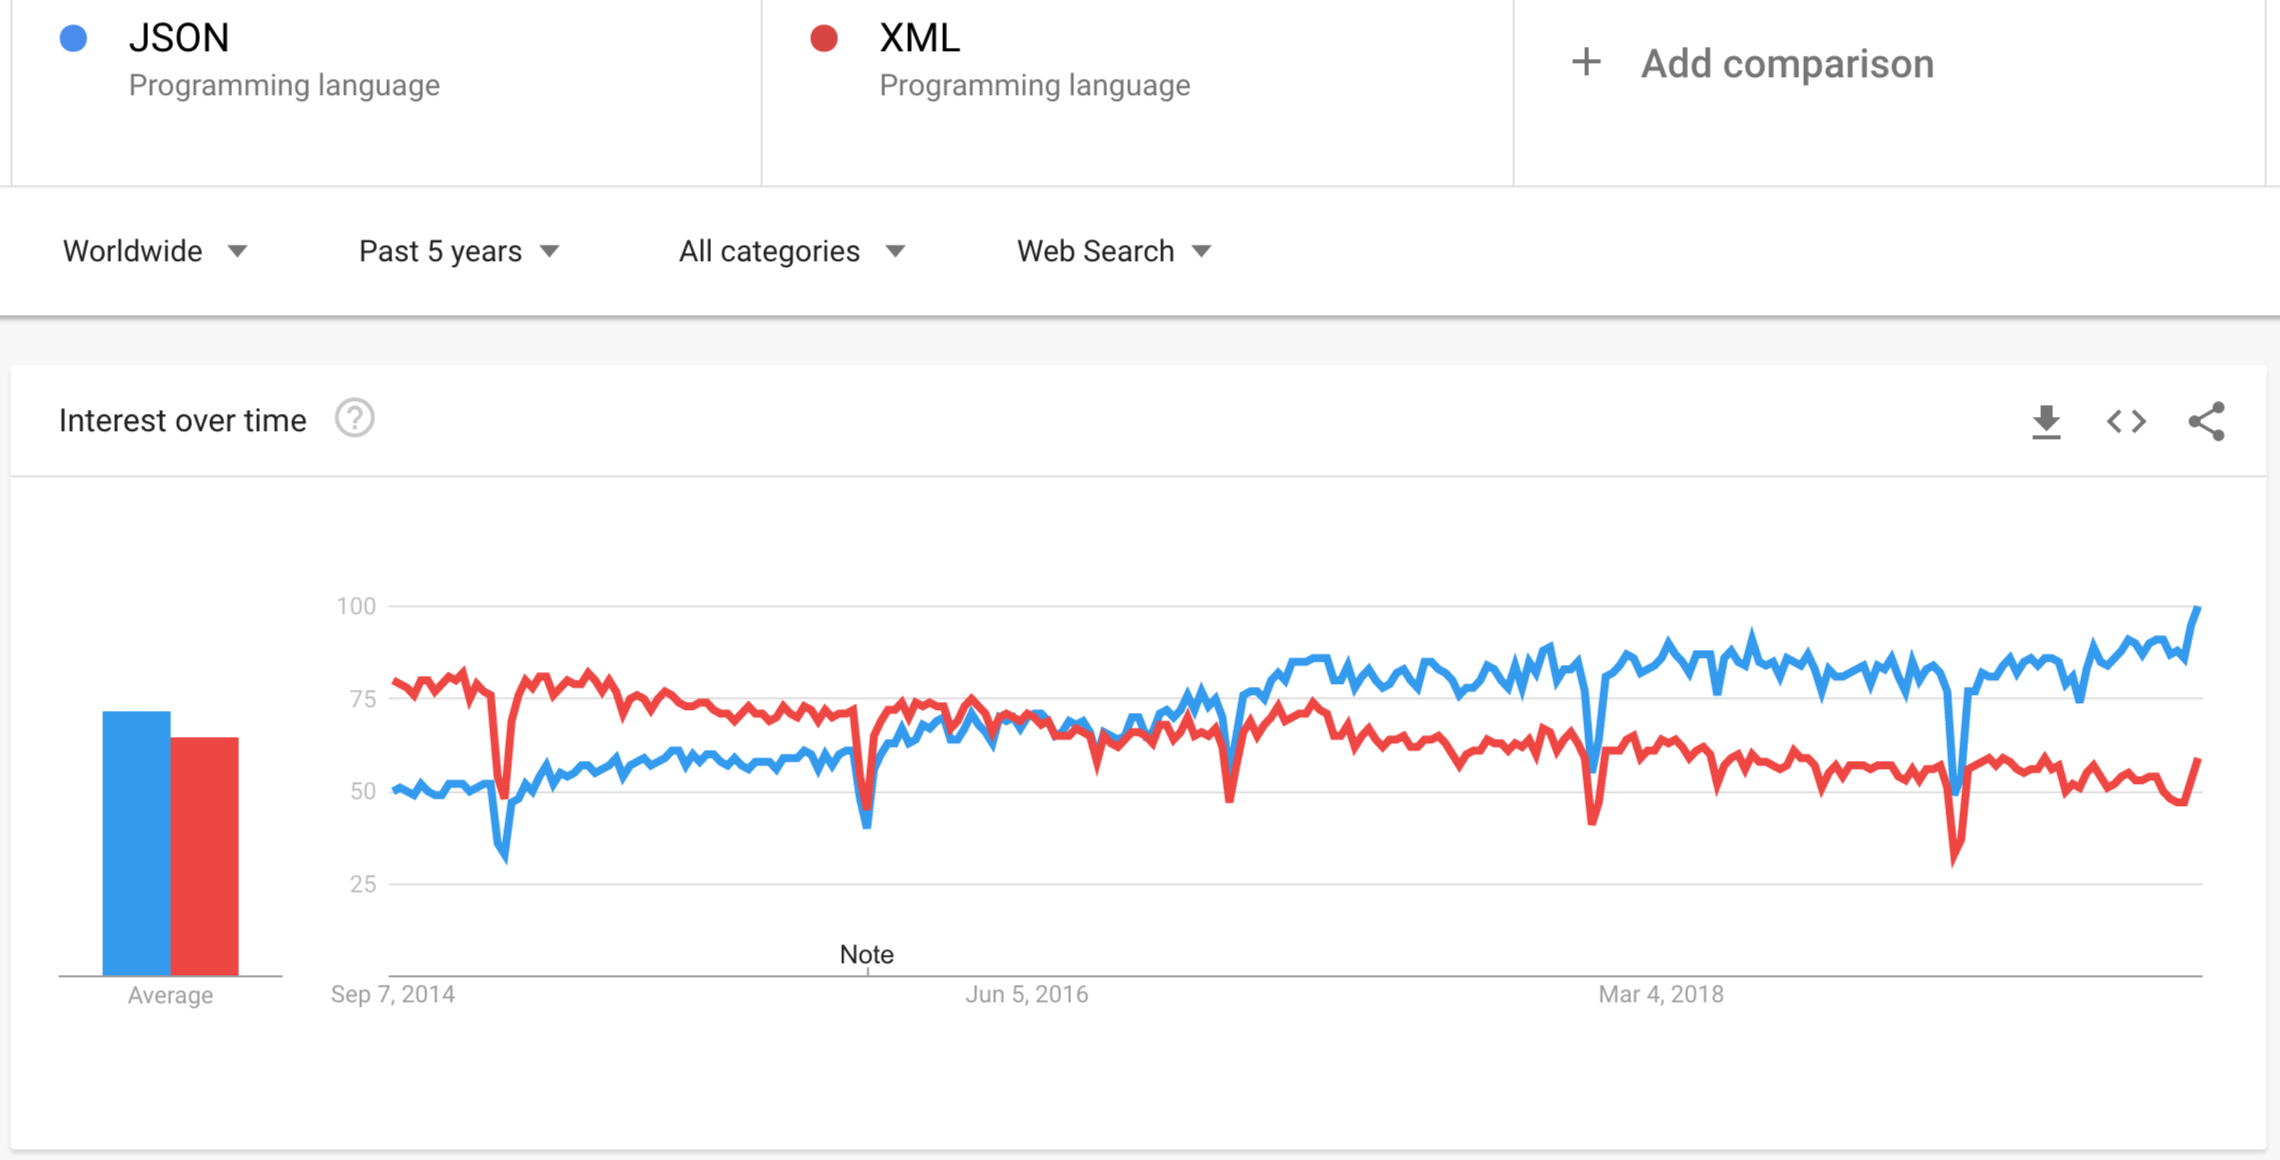 JSON
Programming language
XML
Programming language
+ Add comparison
Worldwide
Past 5 years
All categories
Web Search
Interest over time
?
100
75
50
25
Note
Average
Sep 7, 2014
Jun 5, 2016
Mar 4, 2018